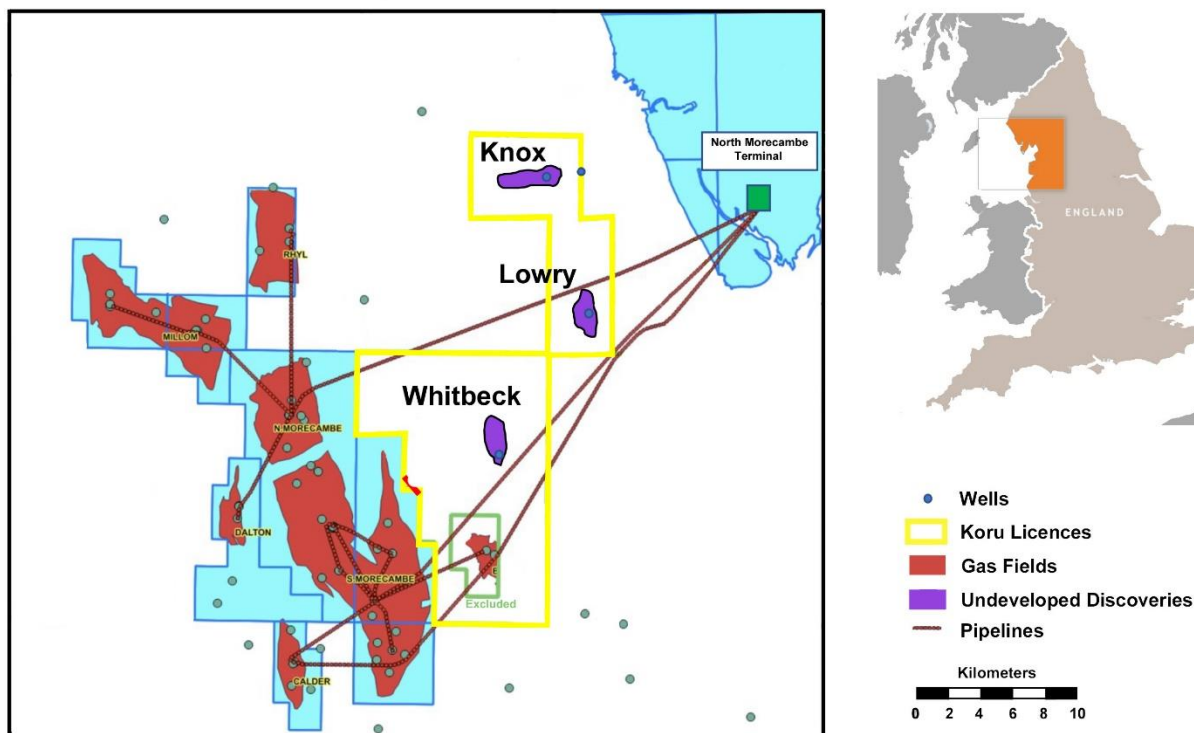 Knox
North Morecambe
Terminal
RHYL
Lowry
MILLOM
Whitbeck
N MORECAMBE
DALTON
S MORECAMBE
Excluded
CALDER
ENGLAND
Wells
Koru Licences
Gas Fields
Undeveloped Discoveries
Pipelines
Kilometers
0 2 4 6 8 10